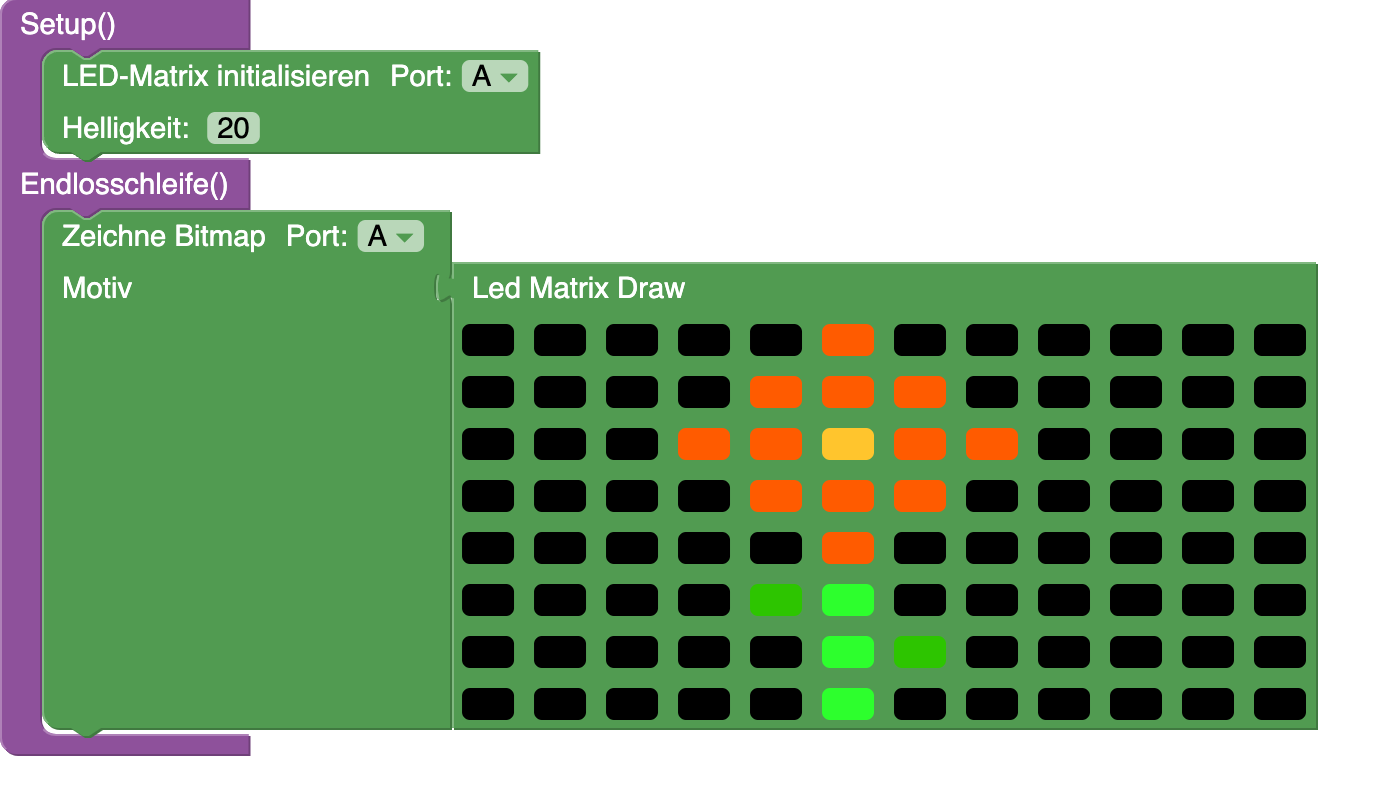 Setup()
LED-Matrix initialisieren Port: A
Helligkeit: 20
Endlosschleife()
Zeichne Bitmap Port: A
Motiv Led Matrix Draw